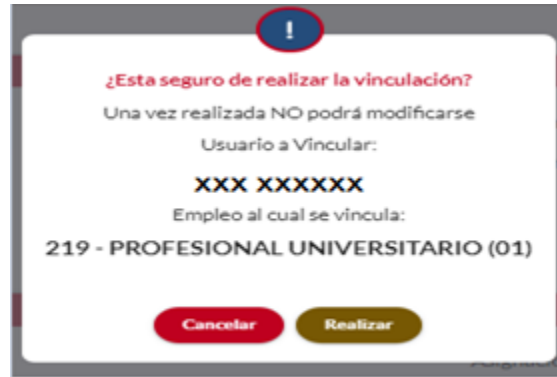 !
¿Esta seguro de realizar la vinculación?
Una vez realizada NO podrá modificarse
Usuario a Vincular:
XXX XXXXXX
Empleo al cual se vincula:
219 - PROFESIONAL UNIVERSITARIO (01)
Cancelar Realizar